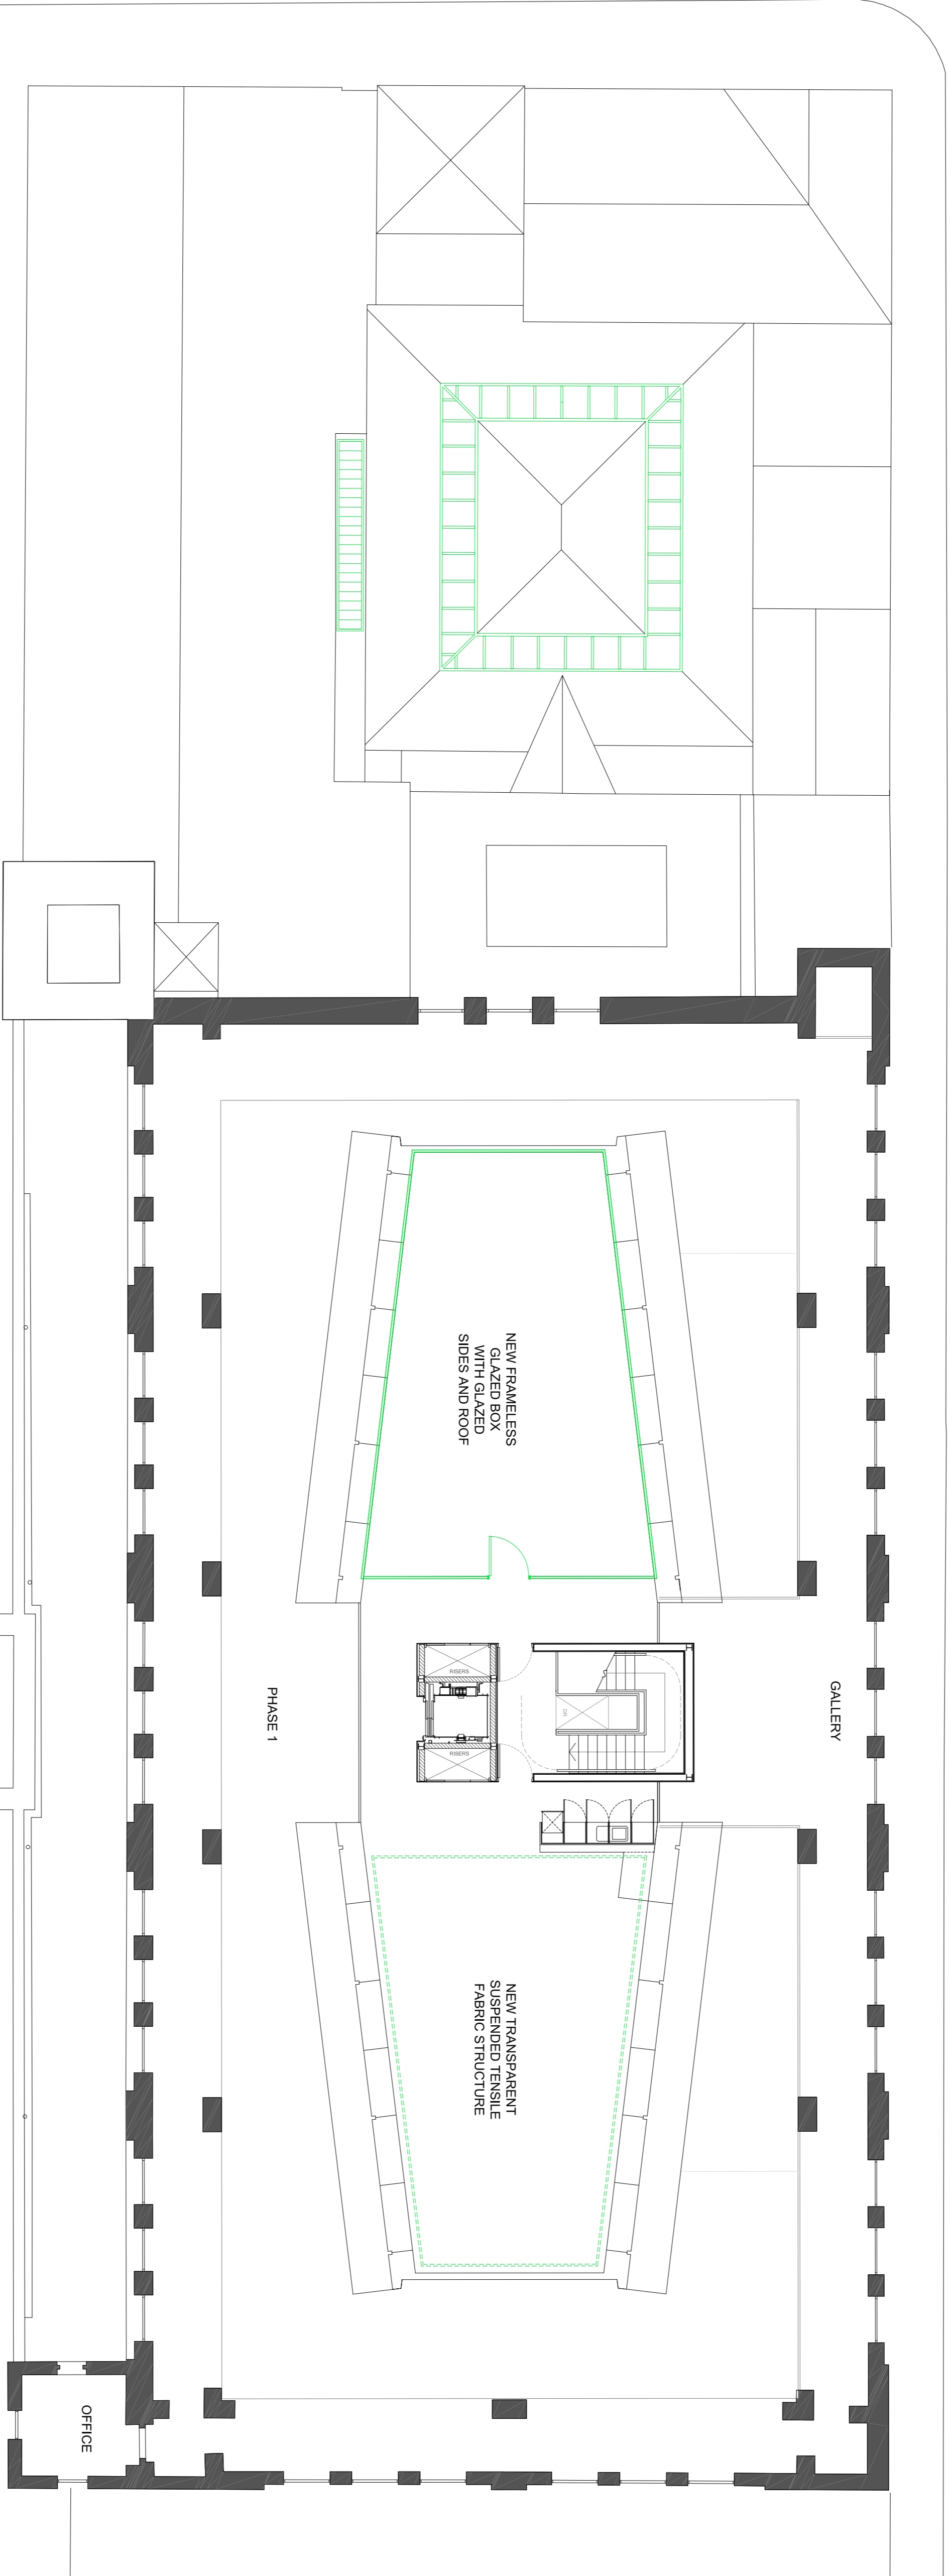 NEW FRAMELESS
GLAZED BOX
WITH GLAZED
SIDES AND ROOF
RISERS
RISERS
DR
GALLERY
PHASE 1
NEW TRANSPARENT
SUSPENDED TENSILE
FABRIC STRUCTURE
OFFICE